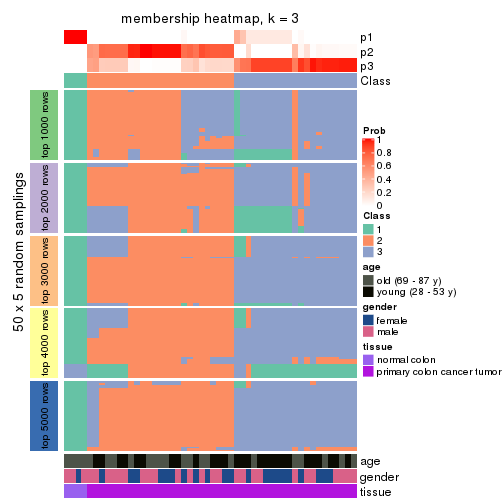 membership heatmap, k = 3
p1
p2
p3
Class
50 x 5 random samplings
top 1000 rows
top 2000 rows
top 3000 rows
top 4000 rows
top 5000 rows
age
gender
tissue
Prob
1
0.8
0.6
0.4
0.2
0
Class
1
2
3
age
old (69 - 87 y)
young (28 - 53 y)
gender
female
male
tissue
normal colon
primary colon cancer tumor